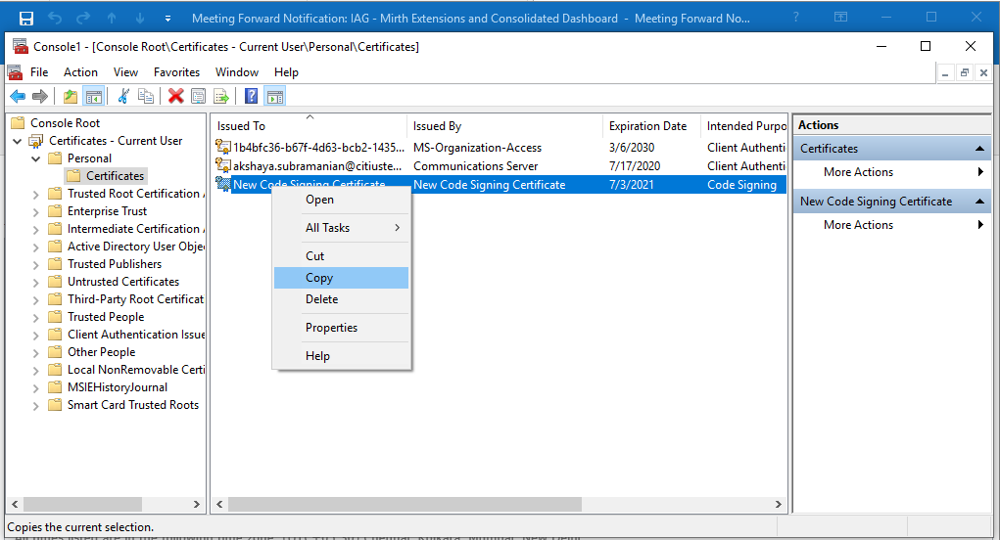 Meeting Forward Notification: IAG - Mirth Extensions and Consolidated Dashboard - Meeting Forward No...
?
Console1 - [Console Root\Certificates - Current User\Personal\Certificates]
File Action View Favorites Window Help
Console Root
Certificates - Current User
Personal
Certificates
Trusted Root Certification
Enterprise Trust
Intermediate Certification
Active Directory User Obje
Trusted Publishers
Untrusted Certificates
Third-Party Root Certificat
Trusted People
Client Authentication Issue
Other People
Local NonRemovable Certi
MSIEHistoryJournal
Smart Card Trusted Roots
Issued To Issued By Expiration Date Intended Purpo
1b4bfc36-b67f-4d63-bcb2-1435... MS-Organization-Access 3/6/2030 Client Authenti
akshaya.subramanian@citiuste... Communications Server 7/17/2020 Client Authenti
New Code Signing Certificate New Code Signing Certificate 7/3/2021 Code Signing
Open
All Tasks
Cut
Copy
Delete
Properties
Help
Actions
Certificates
More Actions
New Code Signing Certificate
More Actions
Copies the current selection.